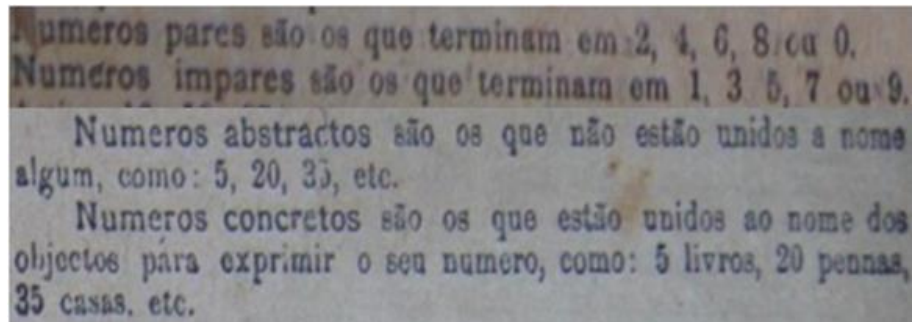 Numeros pares são os que terminam em 2, 4, 6, 8 ou 0.
Numeros impares são os que terminam em 1, 3 5, 7 ou 9.
Numeros abstractos são os que não estão unidos a nome
algum, como: 5, 20, 35, etc.
Numeros concretos são os que estão unidos ao nome dos
objectos pára exprimir o seu numero, como: 5 livros, 20 pennas,
35 casas. etc.